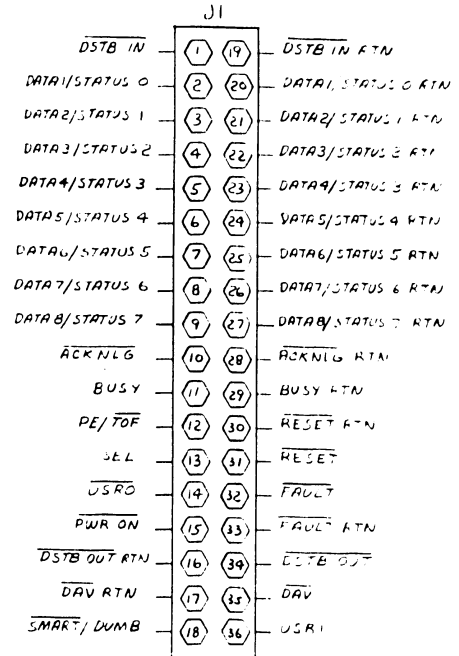 J1
DSTB IN 1 19 DSTB IN RTN
DATA1/STATUS 0 2 20 DATA1/STATUS 0 RTN
DATA2/STATUS 1 3 21 DATA2/STATUS 1 RTN
DATA3/STATUS 2 4 22 DATA3/STATUS 2 RTN
DATA4/STATUS 3 5 23 DATA4/STATUS 3 RTN
DATA5/STATUS 4 6 24 DATA5/STATUS 4 RTN
DATA6/STATUS 5 7 25 DATA6/STATUS 5 RTN
DATA7/STATUS 6 8 26 DATA7/STATUS 6 RTN
DATA8/STATUS 7 9 27 DATA8/STATUS 7 RTN
ACKNLG 10 28 ACKNLG RTN
BUSY 11 29 BUSY RTN
PE/TOF 12 30 RESET RTN
SEL 13 31 RESET
USR0 14 32 FAULT
PWR ON 15 33 FAULT RTN
DSTB OUT RTN 16 34 DSTB OUT
DAV RTN 17 35 DAV
SMART/DUMB 18 36 USR1